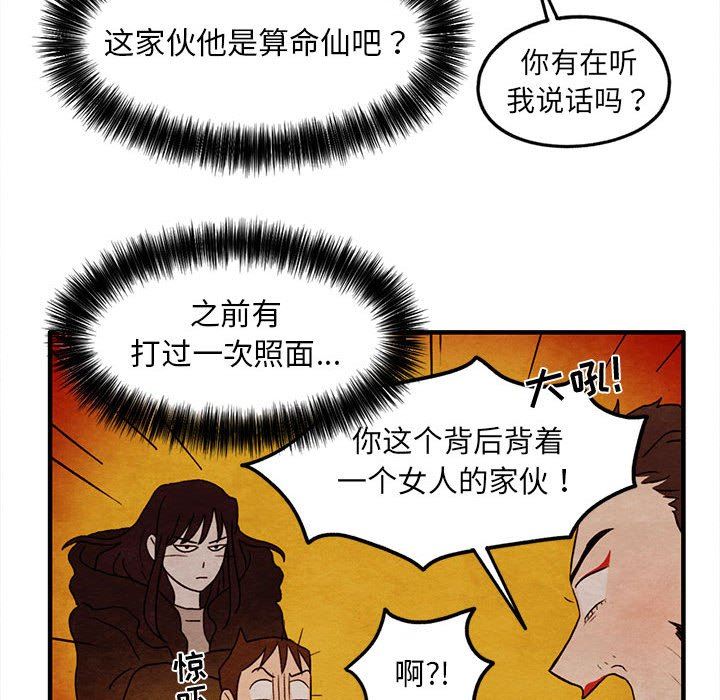 这家伙他是算命仙吧？
你有在听
我说话吗？
之前有
打过一次照面...
大吼!
你这个背后背着
一个女人的家伙！
惊
啊?!